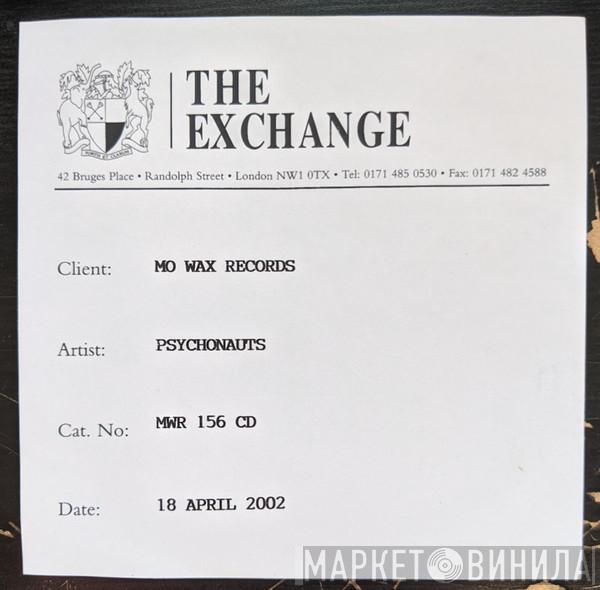 THE
EXCHANGE
42 Bruges Place • Randolph Street • London NW1 0TX • Tel: 0171 485 0530 • Fax: 0171 482 4588
Client: MO WAX RECORDS
Artist: PSYCHONAUTS
Cat. No: MWR 156 CD
Date: 18 APRIL 2002
МАРКЕТ ВИНИЛА